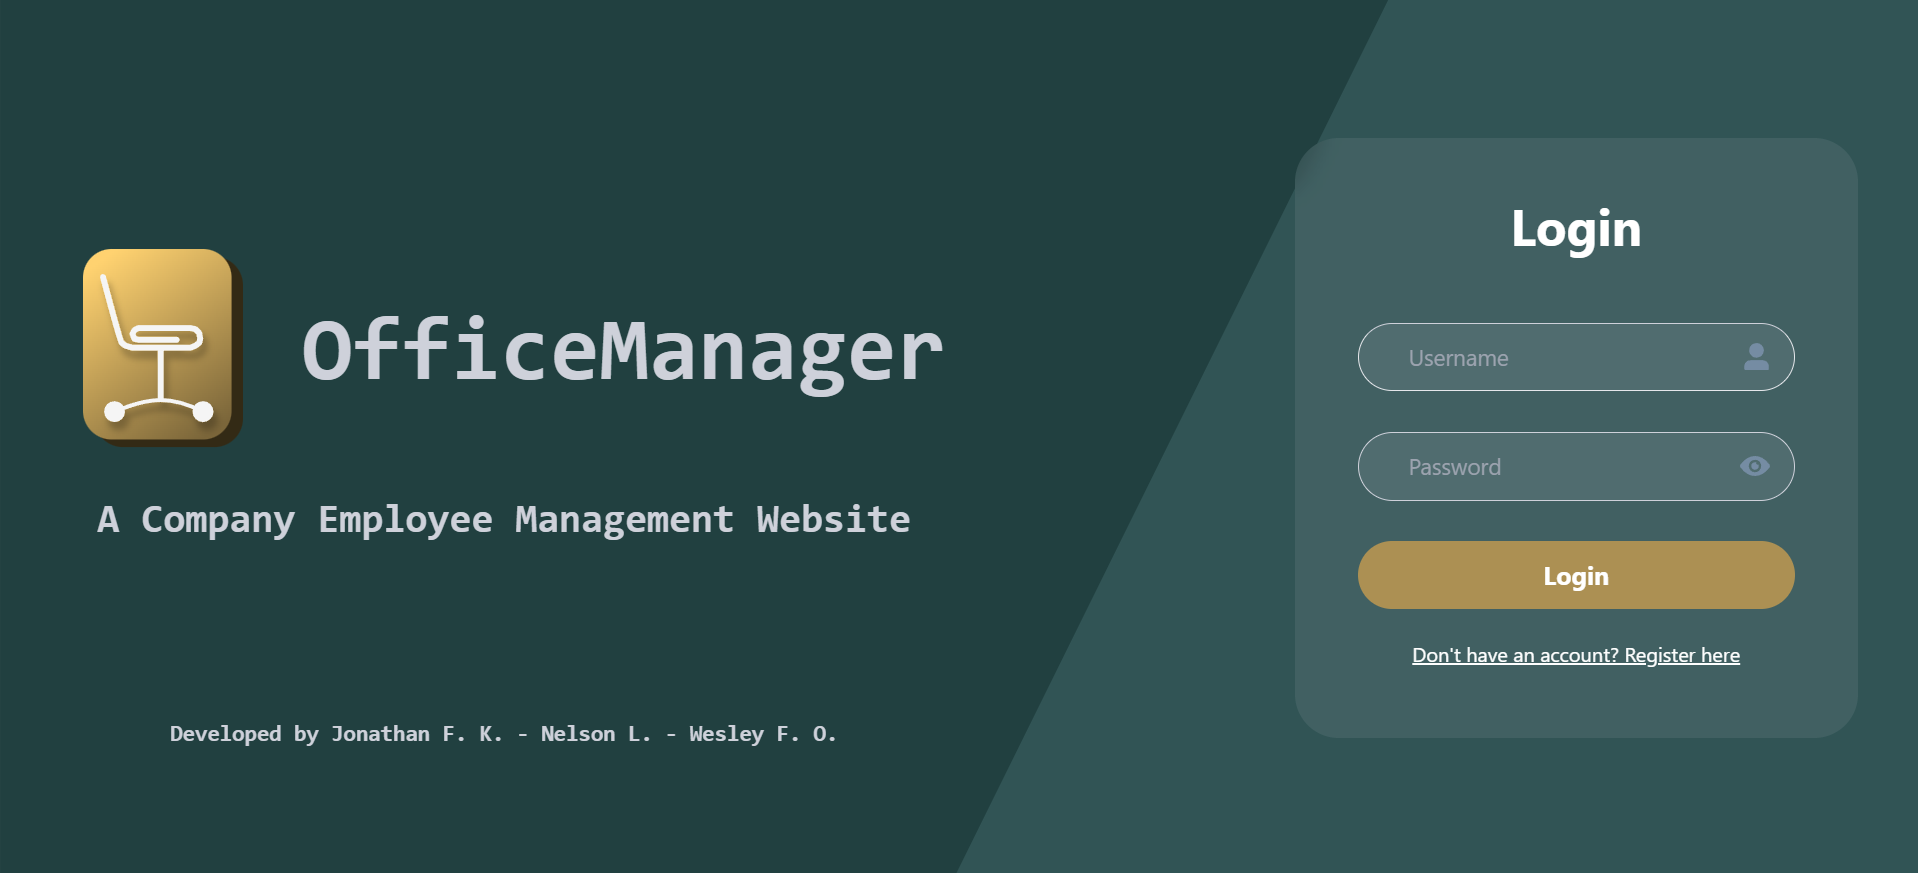 OfficeManager
A Company Employee Management Website
Developed by Jonathan F. K. - Nelson L. - Wesley F. O.
Login
Username
Password
Login
Don't have an account? Register here